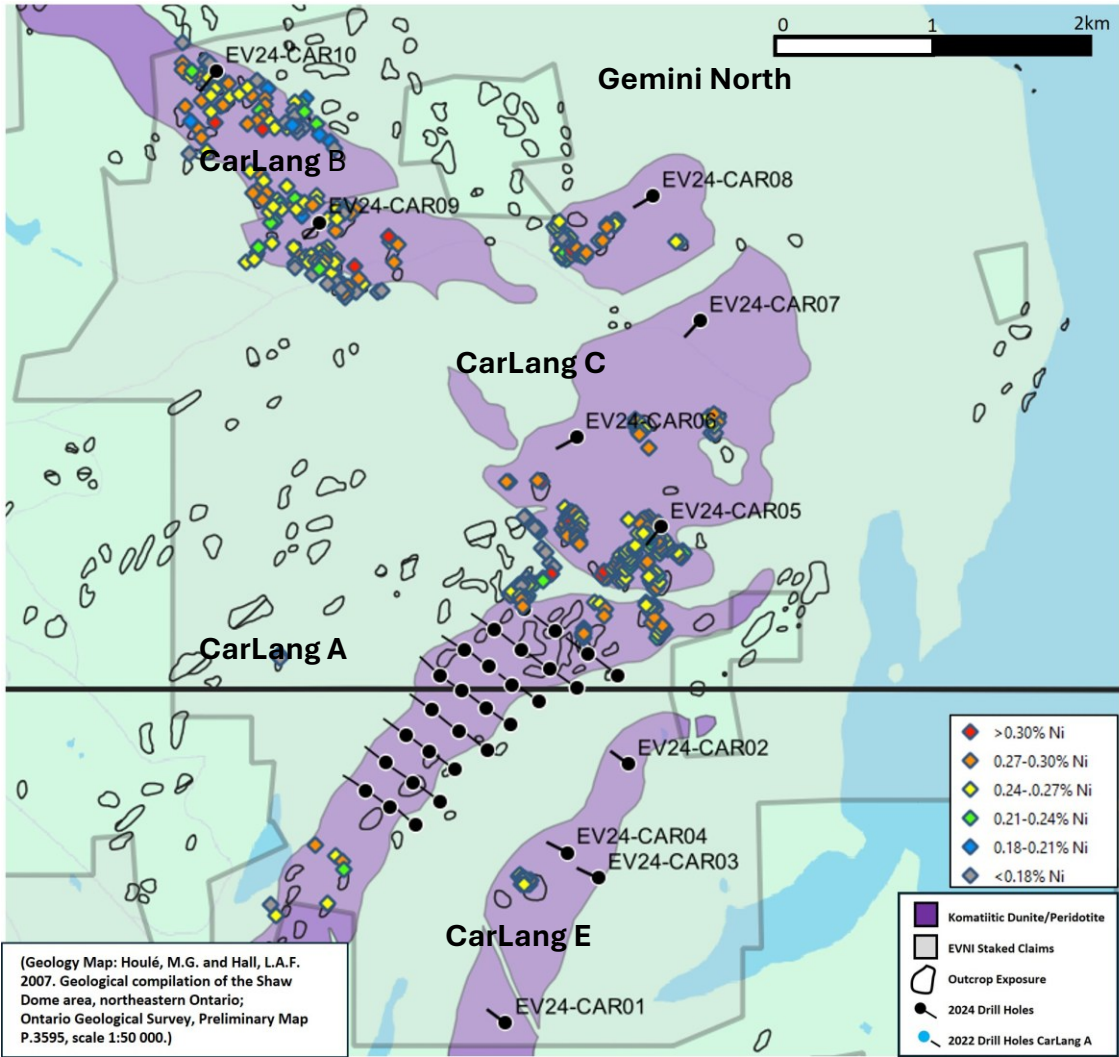 0 1 2km
Gemini North
EV24-CAR10
CarLang B
EV24-CAR08
EV24-CAR09
EV24-CAR07
CarLang C
EV24-CAR06
EV24-CAR05
CarLang A
EV24-CAR02
EV24-CAR04
EV24-CAR03
CarLang E
EV24-CAR01
>0.30% Ni
0.27-0.30% Ni
0.24-.0.27% Ni
0.21-0.24% Ni
0.18-0.21% Ni
<0.18% Ni
Komatiitic Dunite/Peridotite
EVNI Staked Claims
Outcrop Exposure
2024 Drill Holes
2022 Drill Holes CarLang A
(Geology Map: Houlé, M.G. and Hall, L.A.F.
2007. Geological compilation of the Shaw
Dome area, northeastern Ontario;
Ontario Geological Survey, Preliminary Map
P.3595, scale 1:50 000.)